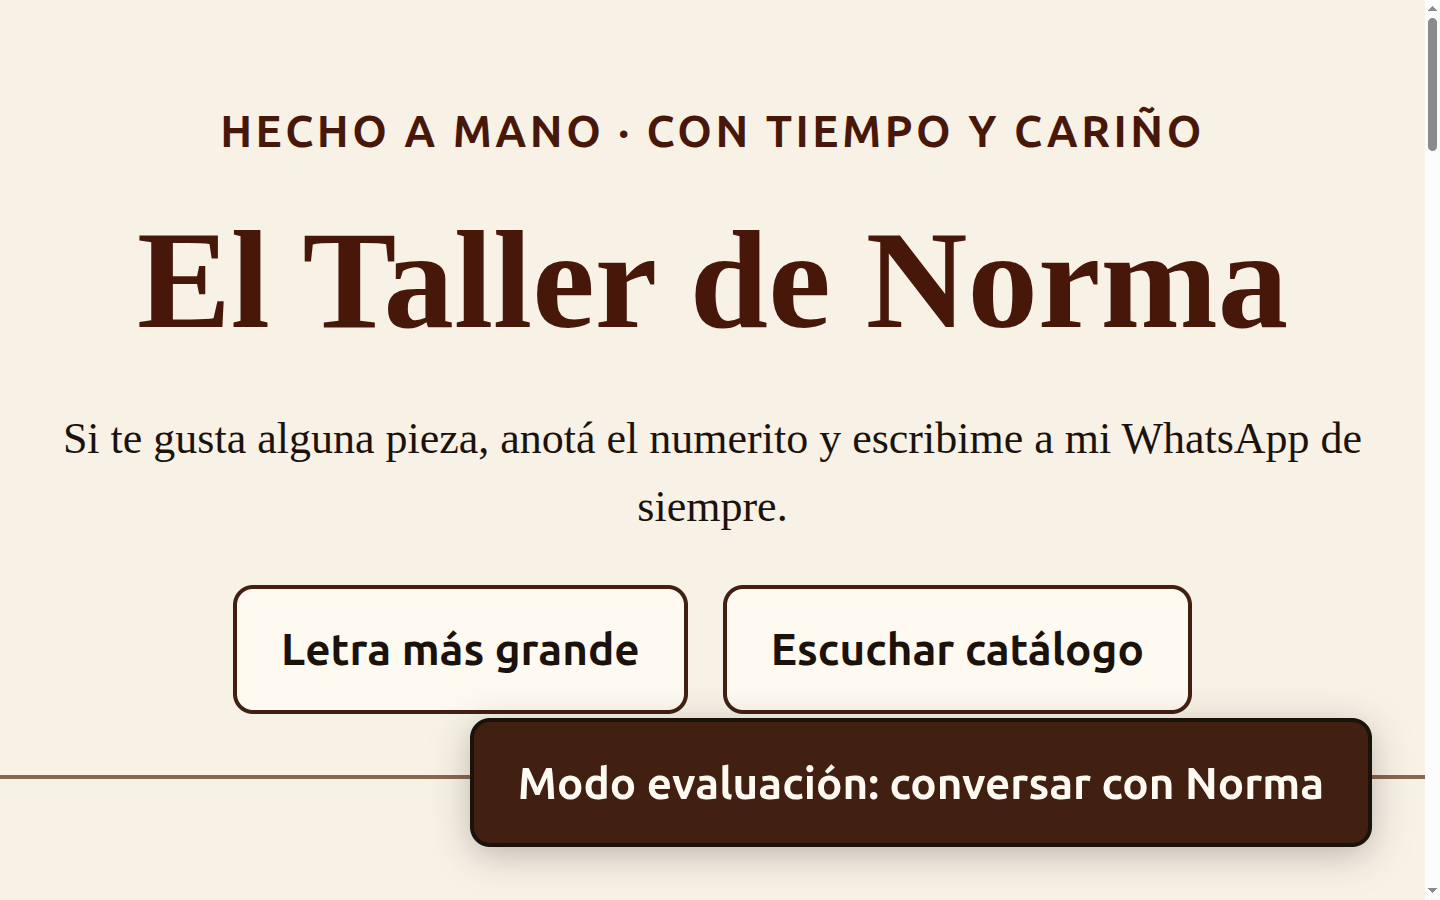 HECHO A MANO · CON TIEMPO Y CARIÑO
El Taller de Norma
Si te gusta alguna pieza, anotá el numerito y escribime a mi WhatsApp de
siempre.
Letra más grande
Escuchar catálogo
Modo evaluación: conversar con Norma